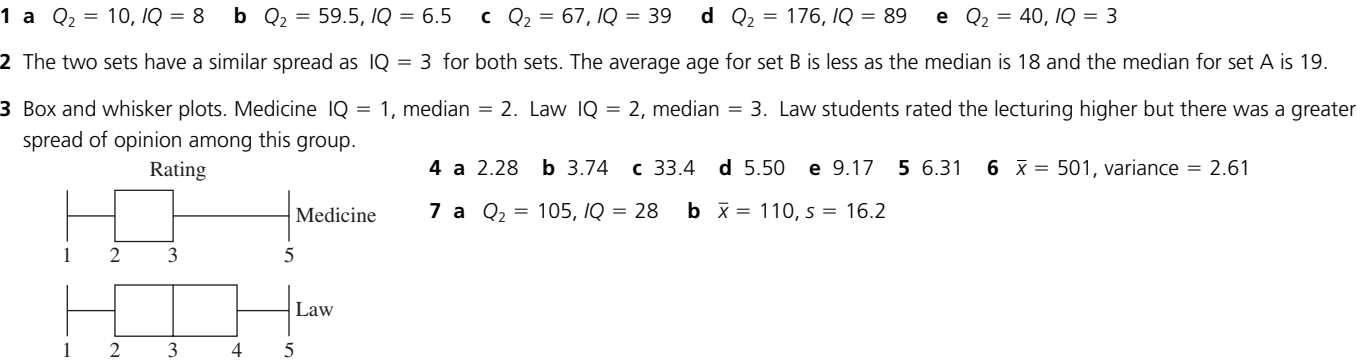 1 a Q₂ = 10, IQ = 8 b Q₂ = 59.5, IQ = 6.5 c Q₂ = 67, IQ = 39 d Q₂ = 176, IQ = 89 e Q₂ = 40, IQ = 3
2 The two sets have a similar spread as IQ = 3 for both sets. The average age for set B is less as the median is 18 and the median for set A is 19.
3 Box and whisker plots. Medicine IQ = 1, median = 2. Law IQ = 2, median = 3. Law students rated the lecturing higher but there was a greater
spread of opinion among this group.
Rating
Medicine
1 2 3 5
Law
1 2 3 4 5
4 a 2.28 b 3.74 c 33.4 d 5.50 e 9.17 5 6.31 6 x̄ = 501, variance = 2.61
7 a Q₂ = 105, IQ = 28 b x̄ = 110, s = 16.2